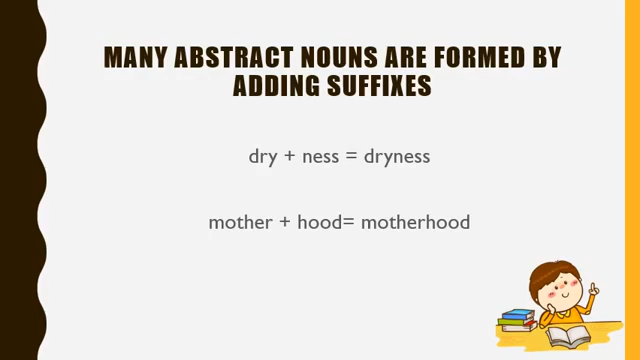 MANY ABSTRACT NOUNS ARE FORMED BY
ADDING SUFFIXES
dry + ness = dryness
mother + hood= motherhood